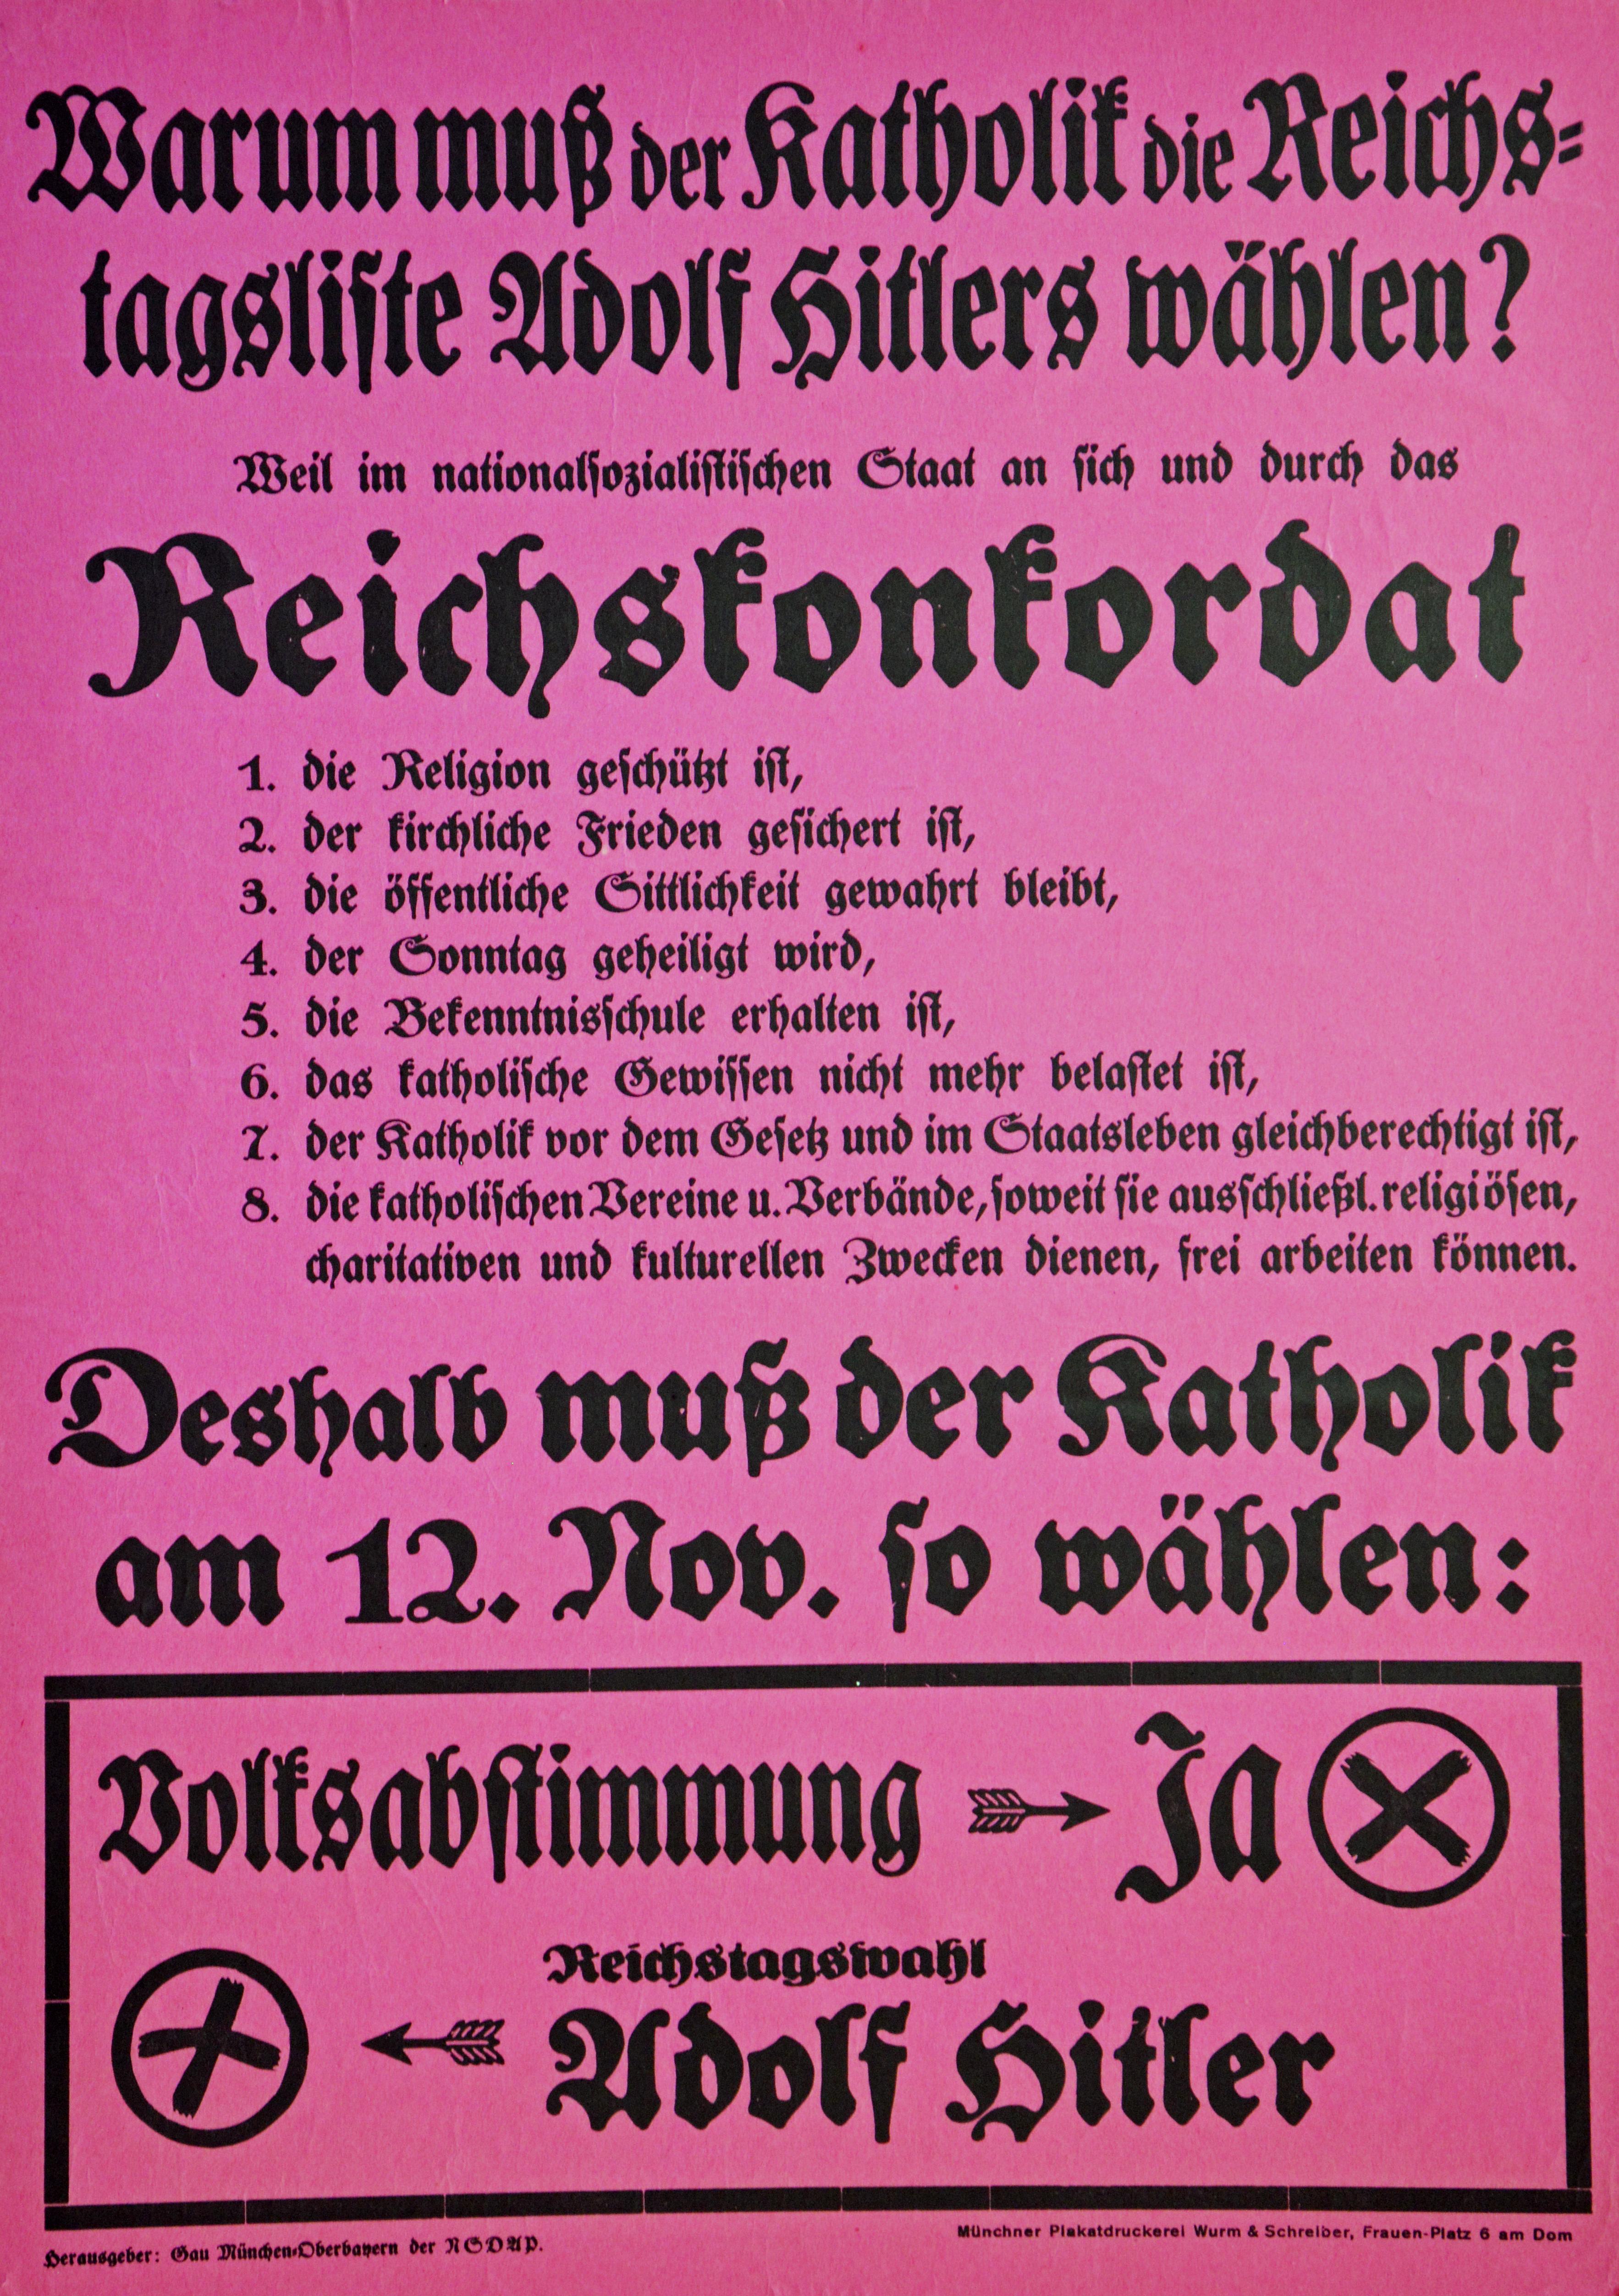 Warum muß der Katholik die Reichs-
tagsliste Adolf Hitlers wählen?
Weil im nationalsozialistischen Staat an sich und durch das
Reichskonkordat
1. die Religion geschützt ist,
2. der kirchliche Frieden gesichert ist,
3. die öffentliche Sittlichkeit gewahrt bleibt,
4. der Sonntag geheiligt wird,
5. die Bekenntnisschule erhalten ist,
6. das katholische Gewissen nicht mehr belastet ist,
7. der Katholik vor dem Gesetz und im Staatsleben gleichberechtigt ist,
8. die katholischen Vereine u. Verbände, soweit sie ausschließl. religiösen,
charitativen und kulturellen Zwecken dienen, frei arbeiten können.
Deshalb muß der Katholik
am 12. Nov. so wählen:
Volksabstimmung Ja
Reichstagswahl
Adolf Hitler
Herausgeber: Gau München-Oberbayern der NSDAP.
Münchner Plakatdruckerei Wurm & Schreiber, Frauen-Platz 6 am Dom